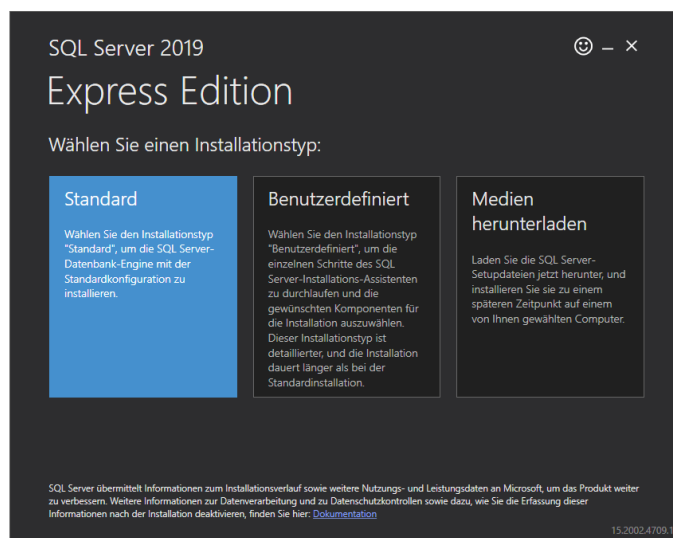 SQL Server 2019
Express Edition
Wählen Sie einen Installationstyp:
Standard
Wählen Sie den Installationstyp
"Standard", um die SQL Server-
Datenbank-Engine mit der
Standardkonfiguration zu
installieren.
Benutzerdefiniert
Wählen Sie den Installationstyp
"Benutzerdefiniert", um die
einzelnen Schritte des SQL
Server-Installations-Assistenten
zu durchlaufen und die
gewünschten Komponenten für
die Installation auszuwählen.
Dieser Installationstyp ist
detaillierter, und die Installation
dauert länger als bei der
Standardinstallation.
Medien
herunterladen
Laden Sie die SQL Server-
Setupdateien jetzt herunter, und
installieren Sie sie zu einem
späteren Zeitpunkt auf einem
von Ihnen gewählten Computer.
SQL Server übermittelt Informationen zum Installationsverlauf sowie weitere Nutzungs- und Leistungsdaten an Microsoft, um das Produkt weiter
zu verbessern. Weitere Informationen zur Datenverarbeitung und zu Datenschutzkontrollen sowie dazu, wie Sie die Erfassung dieser
Informationen nach der Installation deaktivieren, finden Sie hier: Dokumentation
15.2002.4709.1